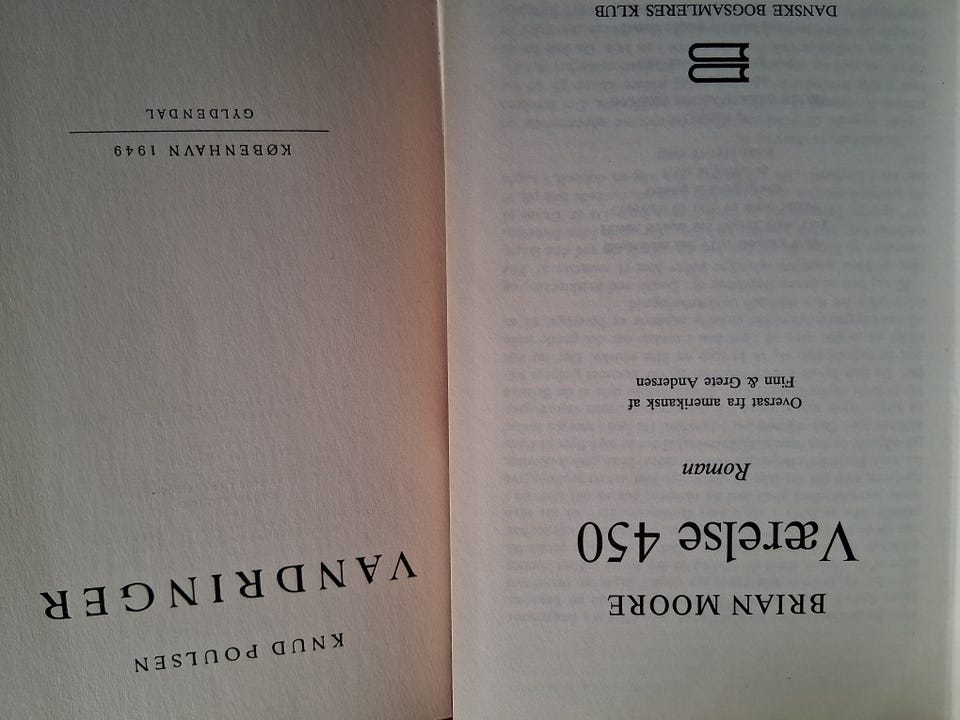 BRIAN MOORE
Værelse 450
Roman
Oversat fra amerikansk af
Finn & Grete Andersen
DANSKE BOGSAMLERES KLUB
KNUD POULSEN
VANDRINGER
KØBENHAVN 1949
GYLDENDAL